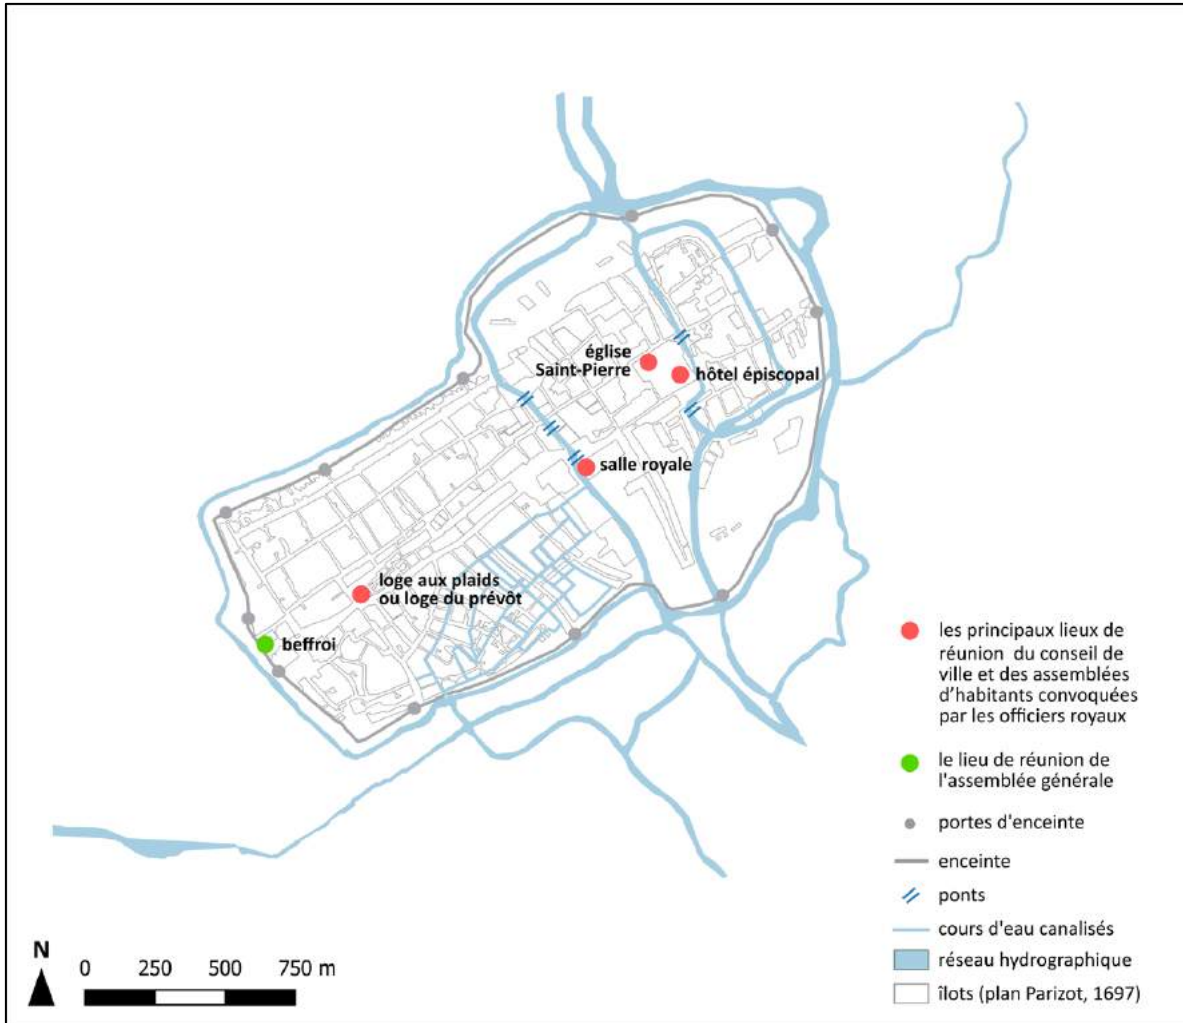 église
Saint-Pierre
hôtel épiscopal
salle royale
loge aux plaids
ou loge du prévôt
beffroi
les principaux lieux de
réunion du conseil de
ville et des assemblées
d'habitants convoquées
par les officiers royaux
le lieu de réunion de
l'assemblée générale
portes d'enceinte
enceinte
ponts
cours d'eau canalisés
réseau hydrographique
îlots (plan Parizot, 1697)
N
0 250 500 750 m